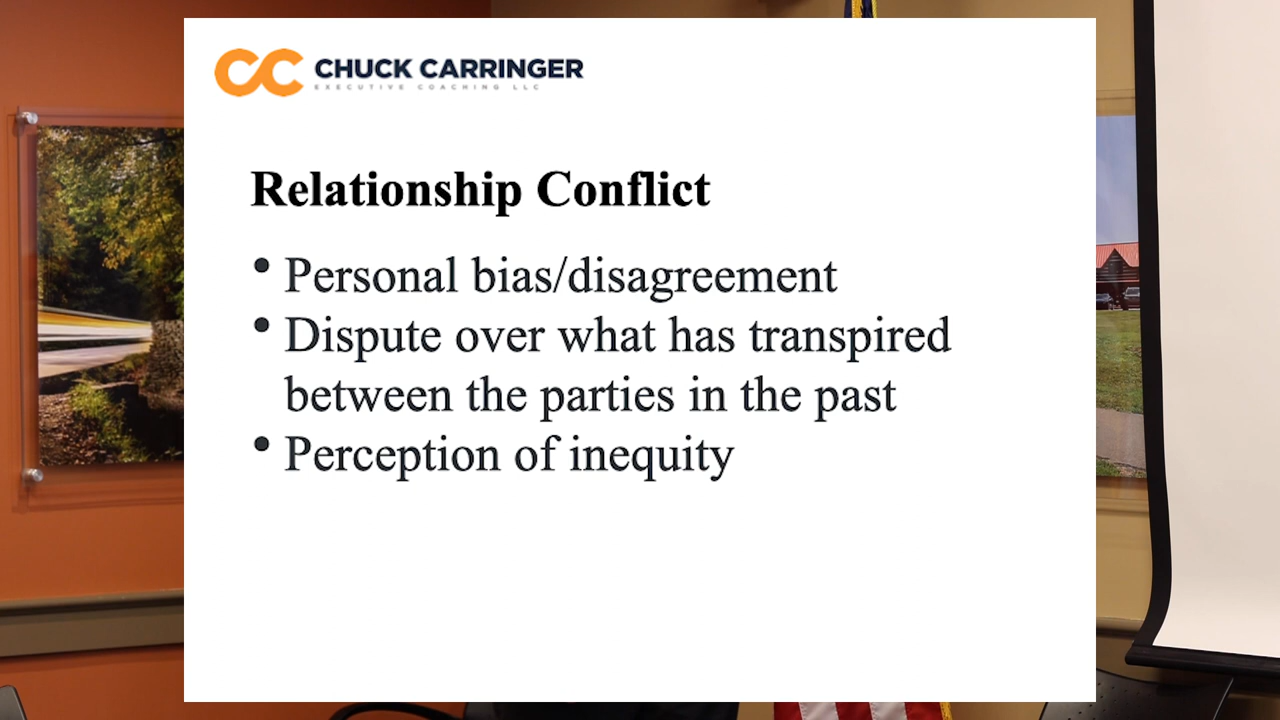 CHUCK CARRINGER
EXECUTIVE COACHING LLC
Relationship Conflict
• Personal bias/disagreement
• Dispute over what has transpired
between the parties in the past
• Perception of inequity